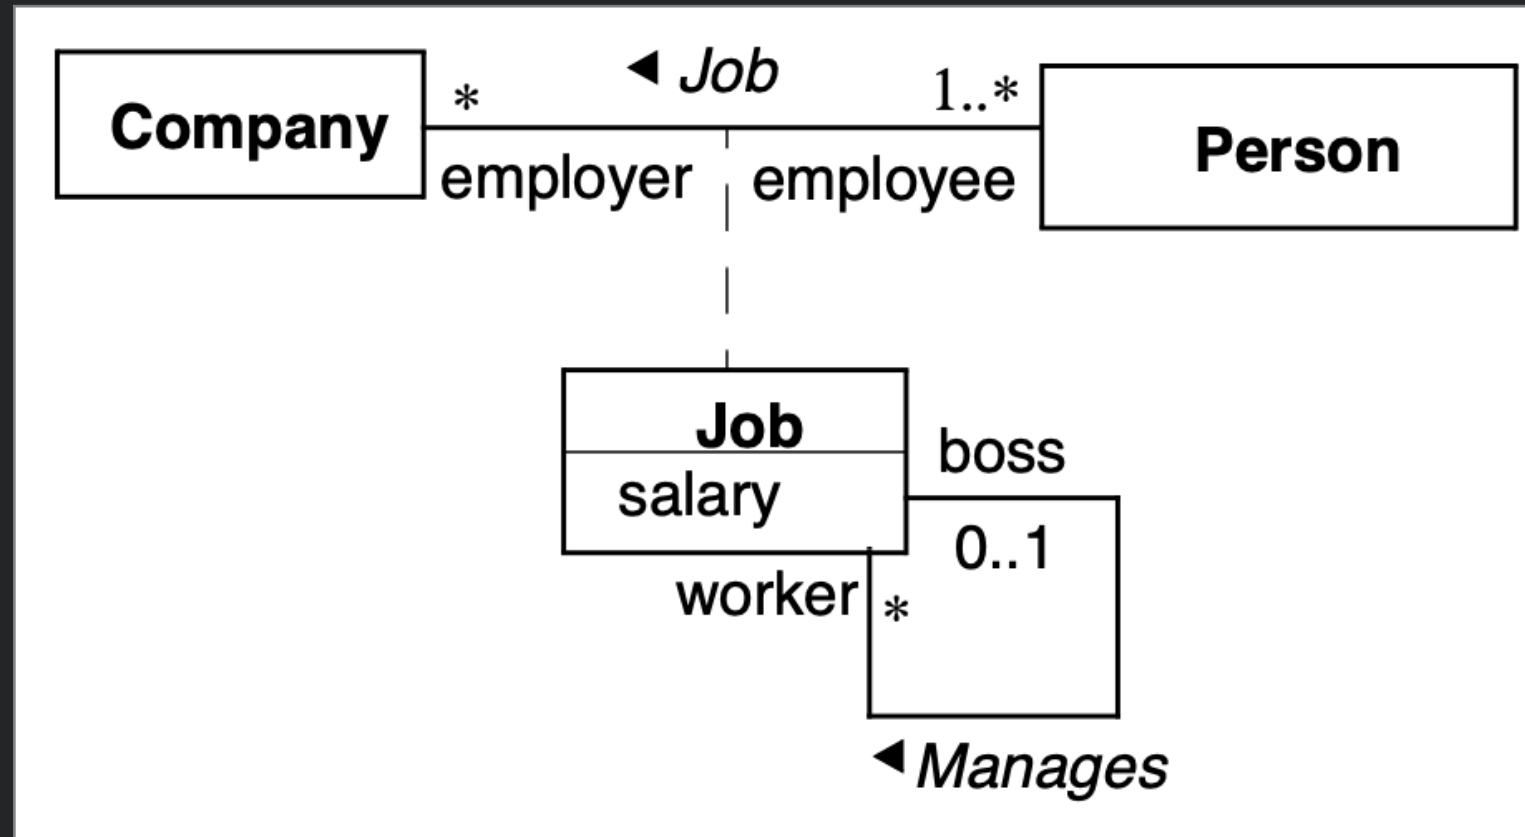 ◀ Job
Company
*
1..*
Person
employer
employee
Job
salary
boss
0..1
worker
*
◀ Manages